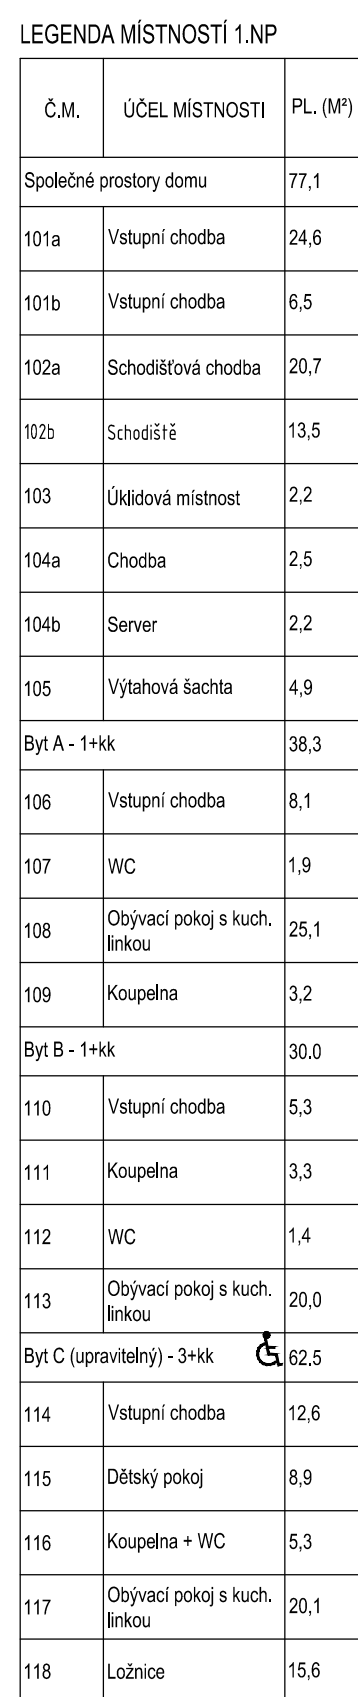 LEGENDA MÍSTNOSTÍ 1.NP
Č.M. ÚČEL MÍSTNOSTI PL. (M²)
Společné prostory domu 77,1
101a Vstupní chodba 24,6
101b Vstupní chodba 6,5
102a Schodišťová chodba 20,7
102b Schodiště 13,5
103 Úklidová místnost 2,2
104a Chodba 2,5
104b Server 2,2
105 Výtahová šachta 4,9
Byt A - 1+kk 38,3
106 Vstupní chodba 8,1
107 WC 1,9
108 Obývací pokoj s kuch. 25,1
linkou
109 Koupelna 3,2
Byt B - 1+kk 30.0
110 Vstupní chodba 5,3
111 Koupelna 3,3
112 WC 1,4
113 Obývací pokoj s kuch. 20,0
linkou
Byt C (upravitelný) - 3+kk 62.5
114 Vstupní chodba 12,6
115 Dětský pokoj 8,9
116 Koupelna + WC 5,3
117 Obývací pokoj s kuch. 20,1
linkou
118 Ložnice 15,6